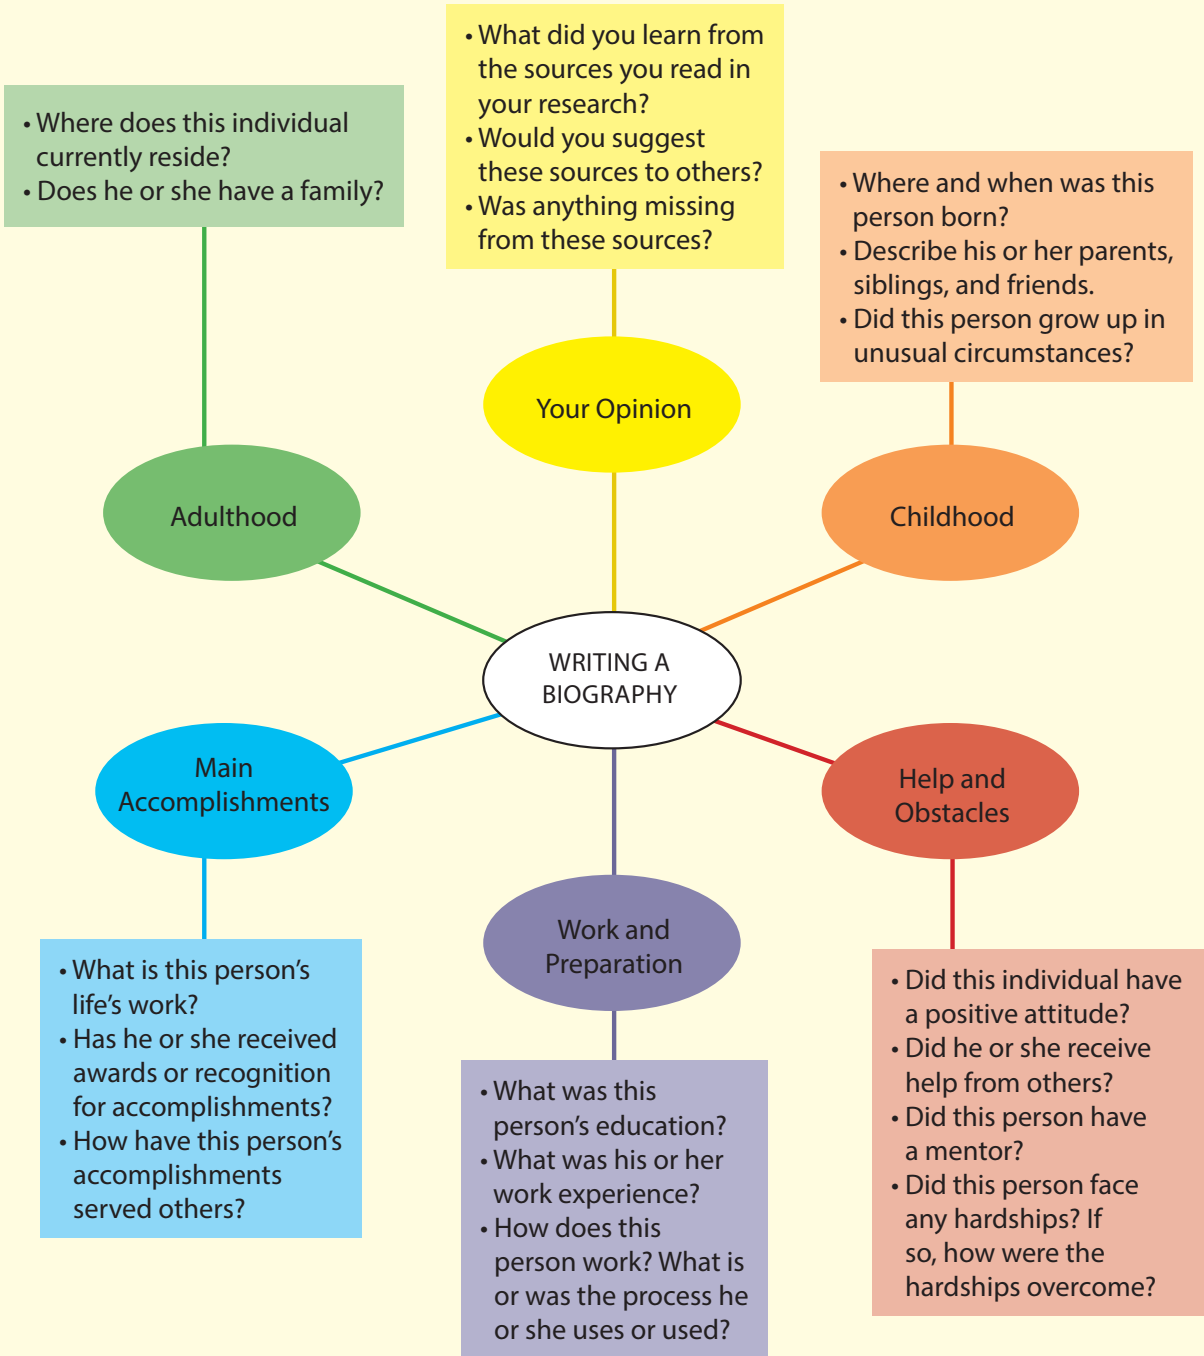 • What did you learn from
the sources you read in
your research?
• Would you suggest
these sources to others?
• Was anything missing
from these sources?
• Where does this individual
currently reside?
• Does he or she have a family?
• Where and when was this
person born?
• Describe his or her parents,
siblings, and friends.
• Did this person grow up in
unusual circumstances?
Your Opinion
Adulthood
Childhood
WRITING A
BIOGRAPHY
Main
Accomplishments
Help and
Obstacles
Work and
Preparation
• What is this person’s
life’s work?
• Has he or she received
awards or recognition
for accomplishments?
• How have this person’s
accomplishments
served others?
• What was this
person’s education?
• What was his or her
work experience?
• How does this
person work? What is
or was the process he
or she uses or used?
• Did this individual have
a positive attitude?
• Did he or she receive
help from others?
• Did this person have
a mentor?
• Did this person face
any hardships? If
so, how were the
hardships overcome?